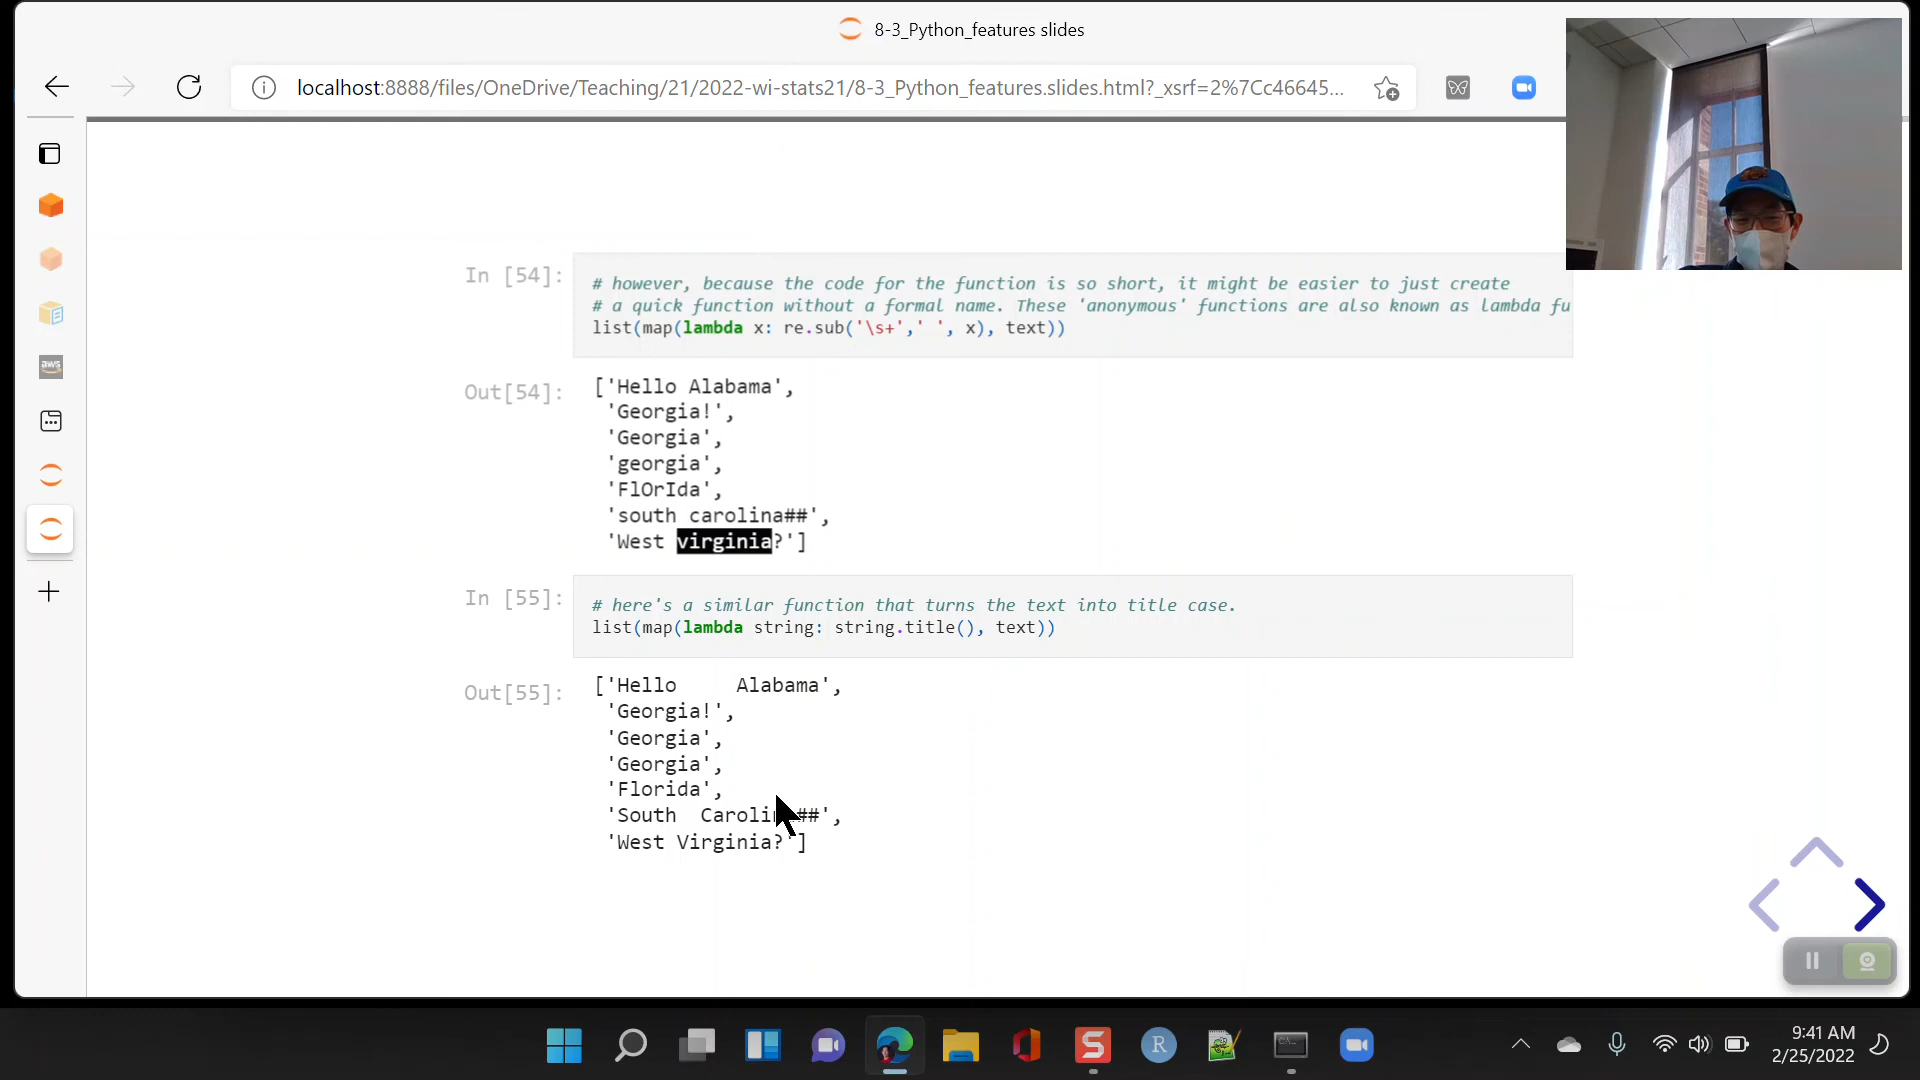 8-3_Python_features slides
localhost:8888/files/OneDrive/Teaching/21/2022-wi-stats21/8-3_Python_features.slides.html?_xsrf=2%7Cc46645...
aws
In [54]:
# however, because the code for the function is so short, it might be easier to just create
# a quick function without a formal name. These 'anonymous' functions are also known as lambda fu
list(map(lambda x: re.sub('\s+',' ', x), text))
Out[54]:
['Hello Alabama',
'Georgia!',
'Georgia',
'georgia',
'FlOrIda',
'south carolina##',
'West virginia?']
In [55]:
# here's a similar function that turns the text into title case.
list(map(lambda string: string.title(), text))
Out[55]:
['Hello     Alabama',
'Georgia!',
'Georgia',
'Georgia',
'Florida',
'South  Carolina##',
'West Virginia?']
S
R
9:41 AM
2/25/2022